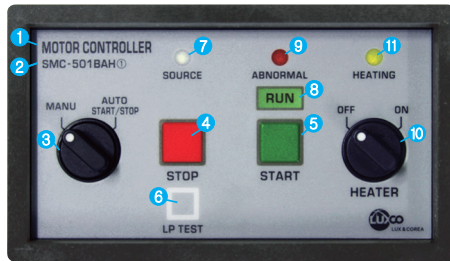 1 MOTOR CONTROLLER
2 SMC-501BAH①
7
SOURCE
9
ABNORMAL
11
HEATING
8 RUN
MANU
AUTO
START/STOP
3
4
STOP
5
START
OFF
ON
10
HEATER
6
LP TEST
LUXCO
LUX & COREA